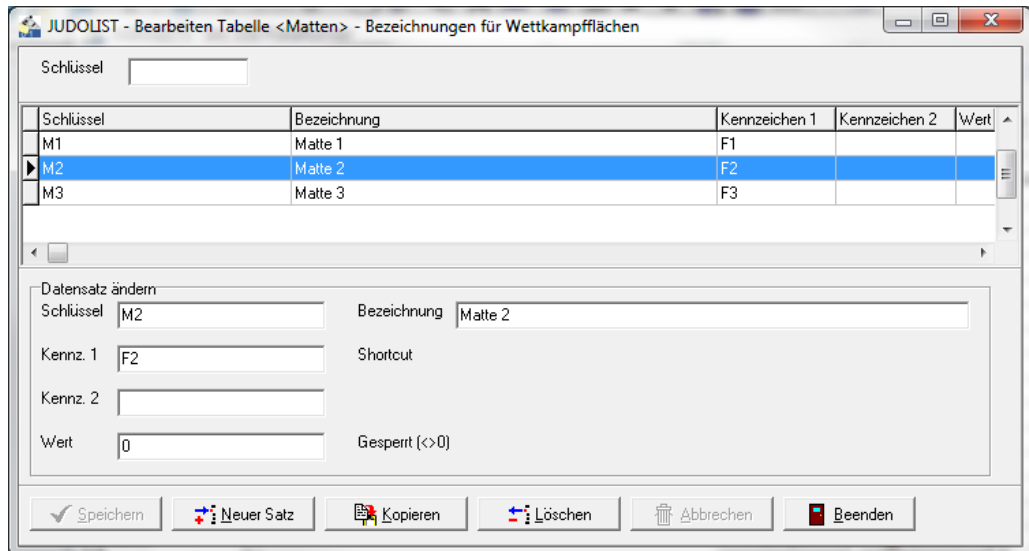 JUDOLIST - Bearbeiten Tabelle <Matten> - Bezeichnungen für Wettkampfflächen
Schlüssel
Schlüssel Bezeichnung Kennzeichen 1 Kennzeichen 2 Wert
M1 Matte 1 F1
M2 Matte 2 F2
M3 Matte 3 F3
Datensatz ändern
Schlüssel M2 Bezeichnung Matte 2
Kennz. 1 F2 Shortcut
Kennz. 2
Wert 0 Gesperrt (<>0)
Speichern Neuer Satz Kopieren Löschen Abbrechen Beenden